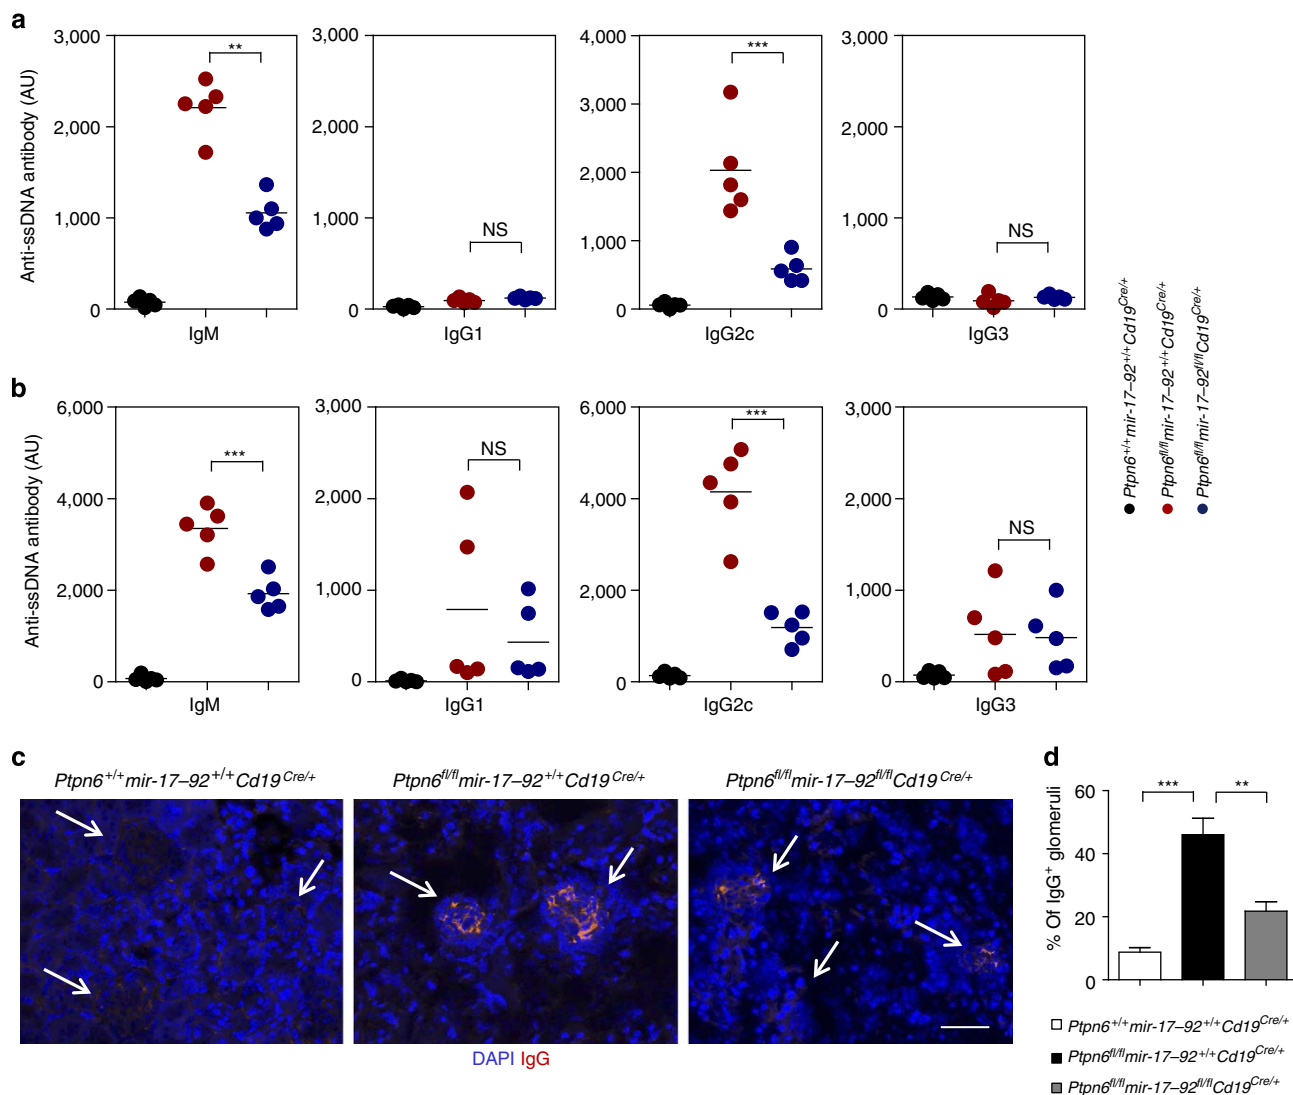 a
Anti-ssDNA antibody (AU)
3,000
2,000
1,000
0
**
IgM
3,000
2,000
1,000
0
NS
IgG1
4,000
3,000
2,000
1,000
0
***
IgG2c
3,000
2,000
1,000
0
NS
IgG3
b
Anti-ssDNA antibody (AU)
6,000
4,000
2,000
0
***
IgM
3,000
2,000
1,000
0
NS
IgG1
6,000
4,000
2,000
0
***
IgG2c
3,000
2,000
1,000
0
NS
IgG3
Ptpn6+/+mir-17–92+/+Cd19Cre/+
Ptpn6fl/flmir-17–92+/+Cd19Cre/+
Ptpn6fl/flmir-17–92fl/flCd19Cre/+
c
Ptpn6+/+mir-17–92+/+Cd19Cre/+
Ptpn6fl/flmir-17–92+/+Cd19Cre/+
Ptpn6fl/flmir-17–92fl/flCd19Cre/+
DAPI IgG
d
% Of IgG+ glomeruli
60
40
20
0
***
**
Ptpn6+/+mir-17–92+/+Cd19Cre/+
Ptpn6fl/flmir-17–92+/+Cd19Cre/+
Ptpn6fl/flmir-17–92fl/flCd19Cre/+